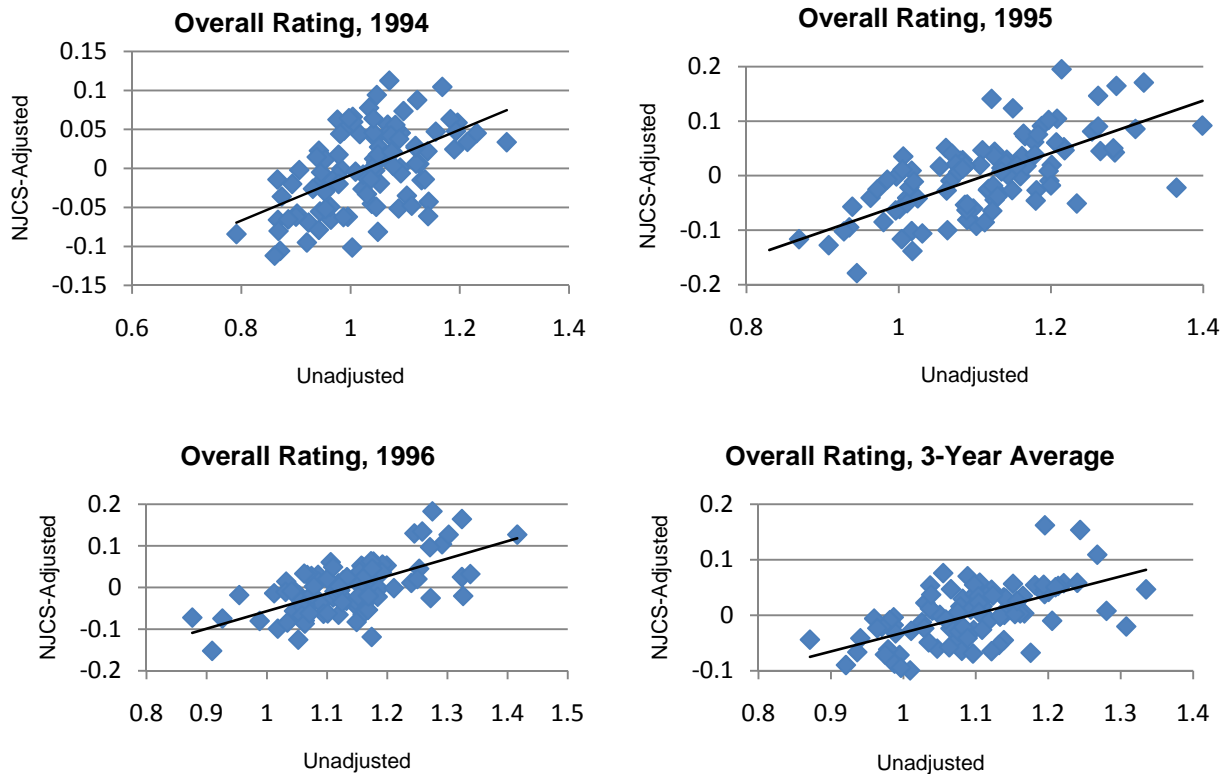 Overall Rating, 1994
0.15
0.1
0.05
0
-0.05
-0.1
-0.15
NJCS-Adjusted
0.6 0.8 1 1.2 1.4
Unadjusted
Overall Rating, 1995
0.2
0.1
0
-0.1
-0.2
NJCS-Adjusted
0.8 1 1.2 1.4
Unadjusted
Overall Rating, 1996
0.2
0.1
0
-0.1
-0.2
NJCS-Adjusted
0.8 0.9 1 1.1 1.2 1.3 1.4 1.5
Unadjusted
Overall Rating, 3-Year Average
0.2
0.1
0
-0.1
NJCS-Adjusted
0.8 0.9 1 1.1 1.2 1.3 1.4
Unadjusted